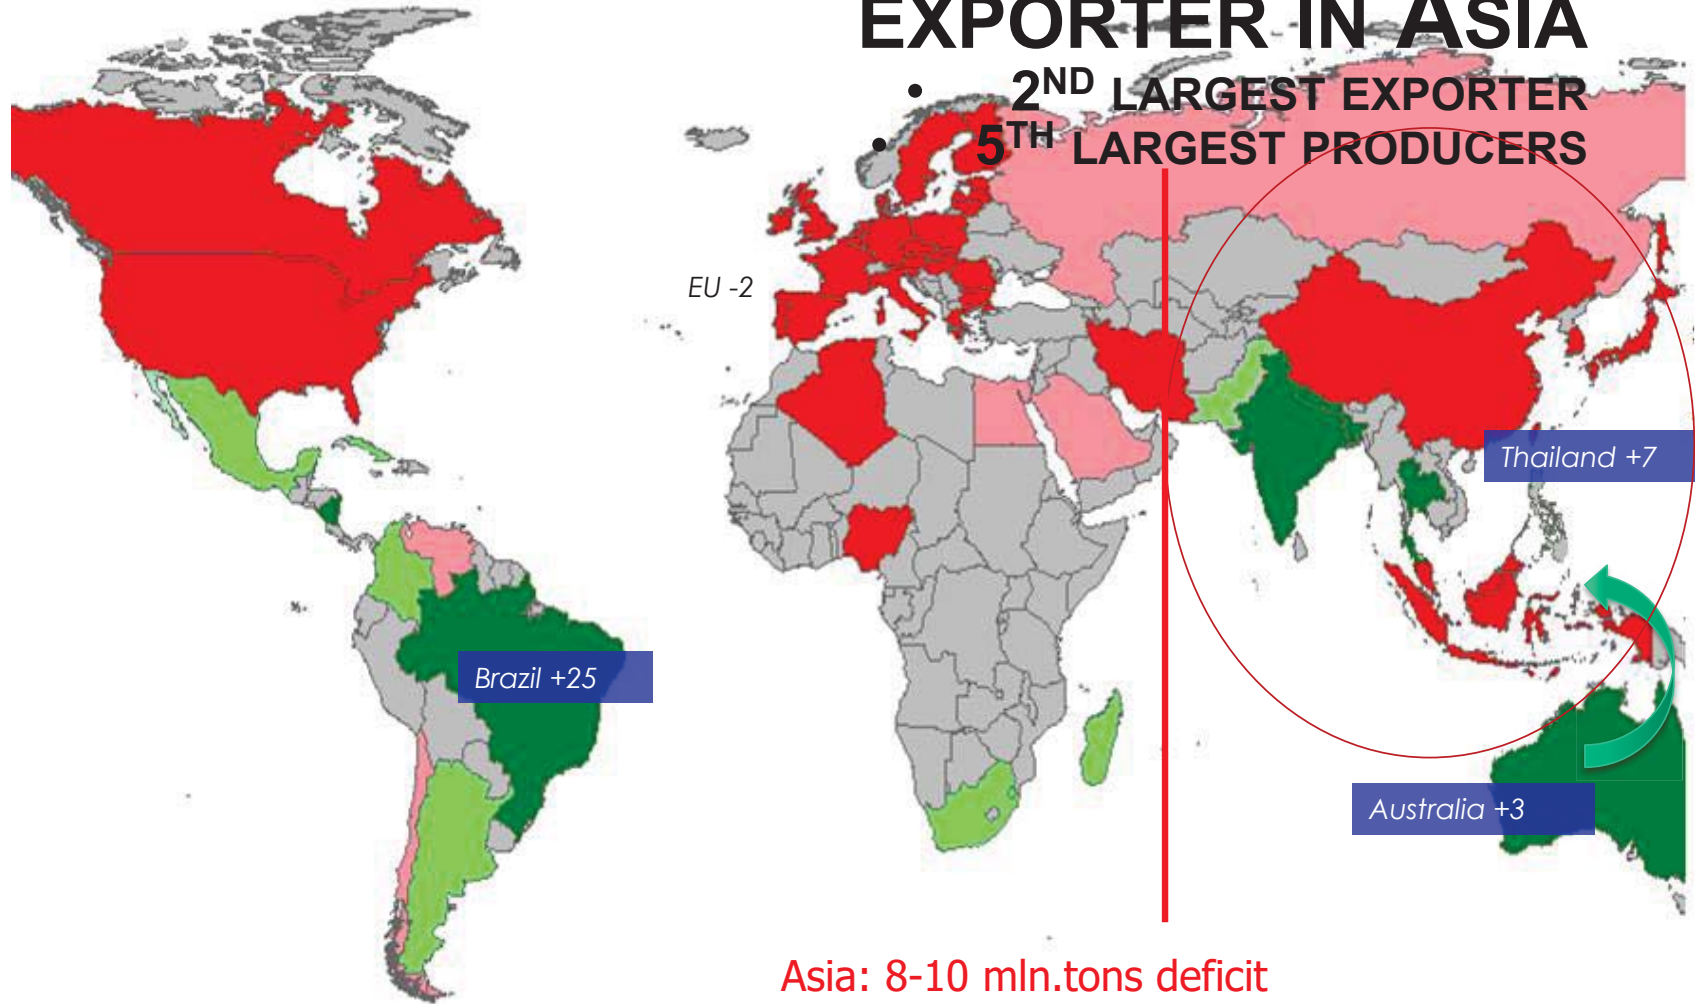 EXPORTER IN ASIA
• 2ND LARGEST EXPORTER
• 5TH LARGEST PRODUCERS
EU -2
Thailand +7
Brazil +25
Australia +3
Asia: 8-10 mln.tons deficit